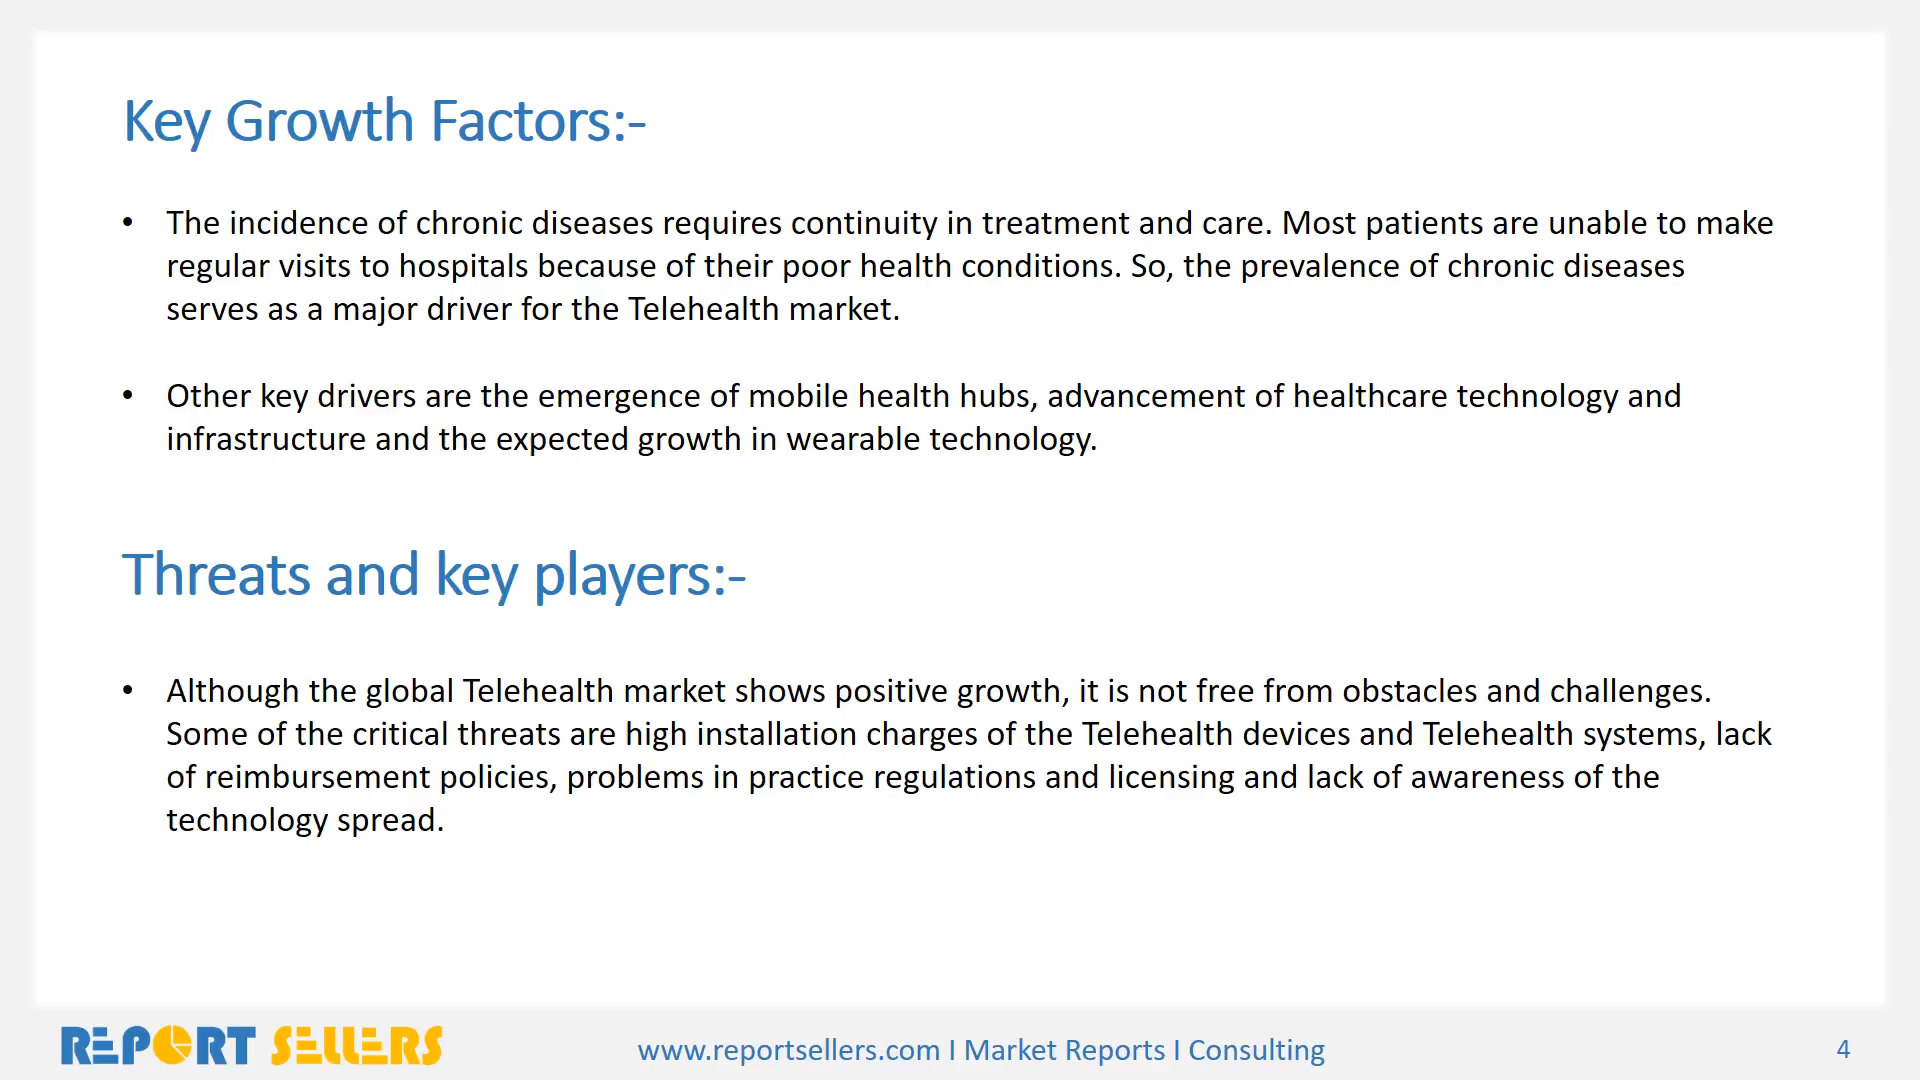 Key Growth Factors:-
• The incidence of chronic diseases requires continuity in treatment and care. Most patients are unable to make
regular visits to hospitals because of their poor health conditions. So, the prevalence of chronic diseases
serves as a major driver for the Telehealth market.
• Other key drivers are the emergence of mobile health hubs, advancement of healthcare technology and
infrastructure and the expected growth in wearable technology.
Threats and key players:-
• Although the global Telehealth market shows positive growth, it is not free from obstacles and challenges.
Some of the critical threats are high installation charges of the Telehealth devices and Telehealth systems, lack
of reimbursement policies, problems in practice regulations and licensing and lack of awareness of the
technology spread.
REPORT SELLERS
www.reportsellers.com I Market Reports I Consulting
4